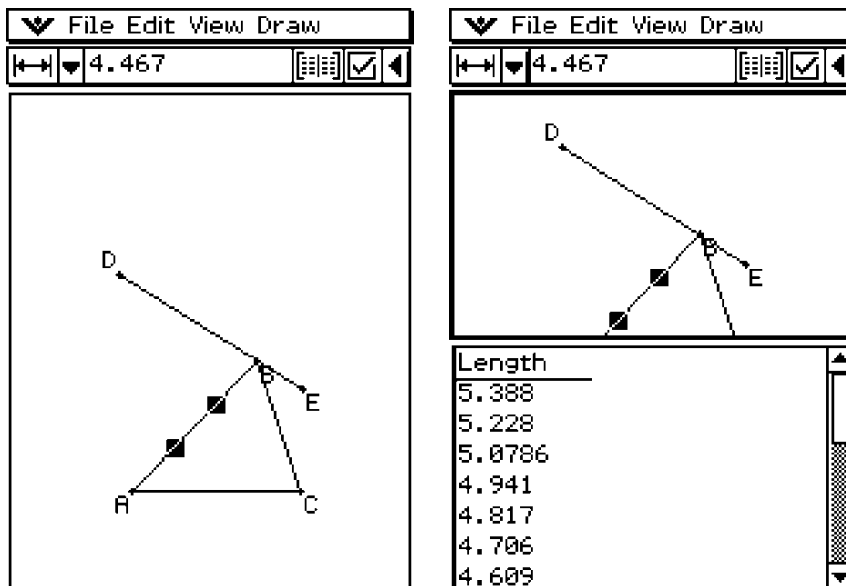 File Edit View Draw
4.467
D
B
E
A
C
File Edit View Draw
4.467
D
B
E
Length
5.388
5.228
5.0786
4.941
4.817
4.706
4.609